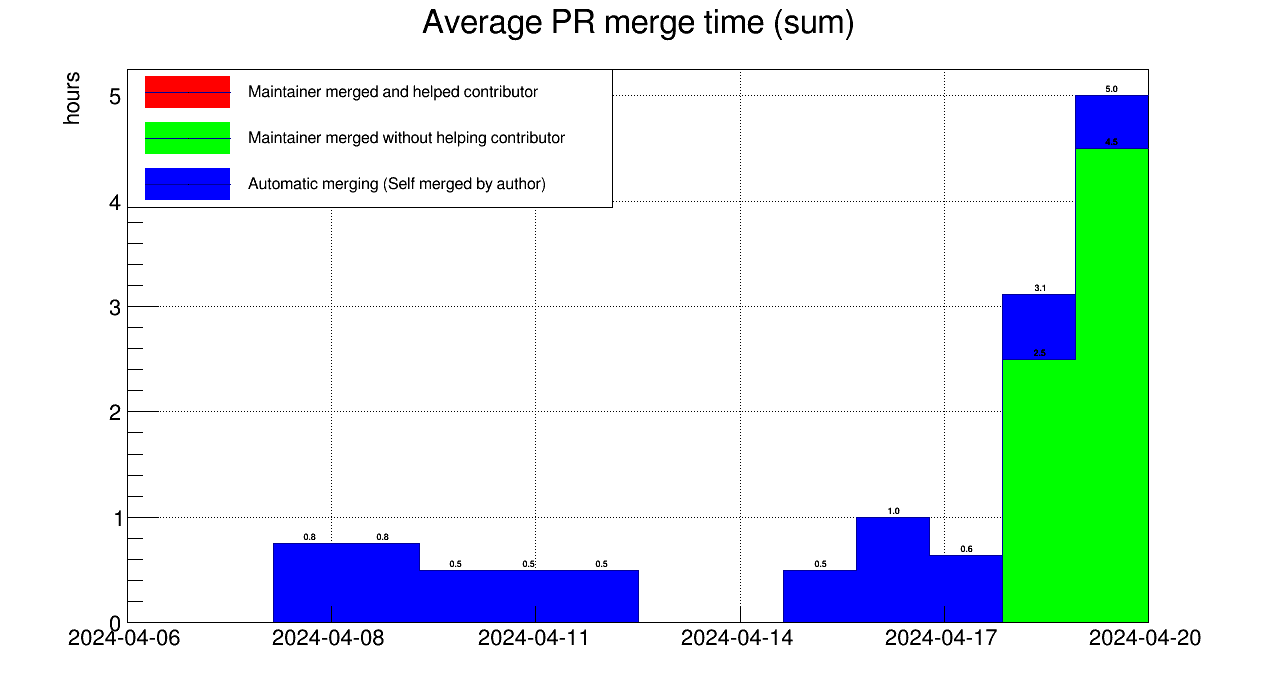 Average PR merge time (sum)
hours
Maintainer merged and helped contributor
Maintainer merged without helping contributor
Automatic merging (Self merged by author)
5
4
3
2
1
0
5.0
4.5
3.1
2.5
1.0
0.8 0.8
0.5 0.5 0.5
0.5
0.6
2024-04-06 2024-04-08 2024-04-11 2024-04-14 2024-04-17 2024-04-20